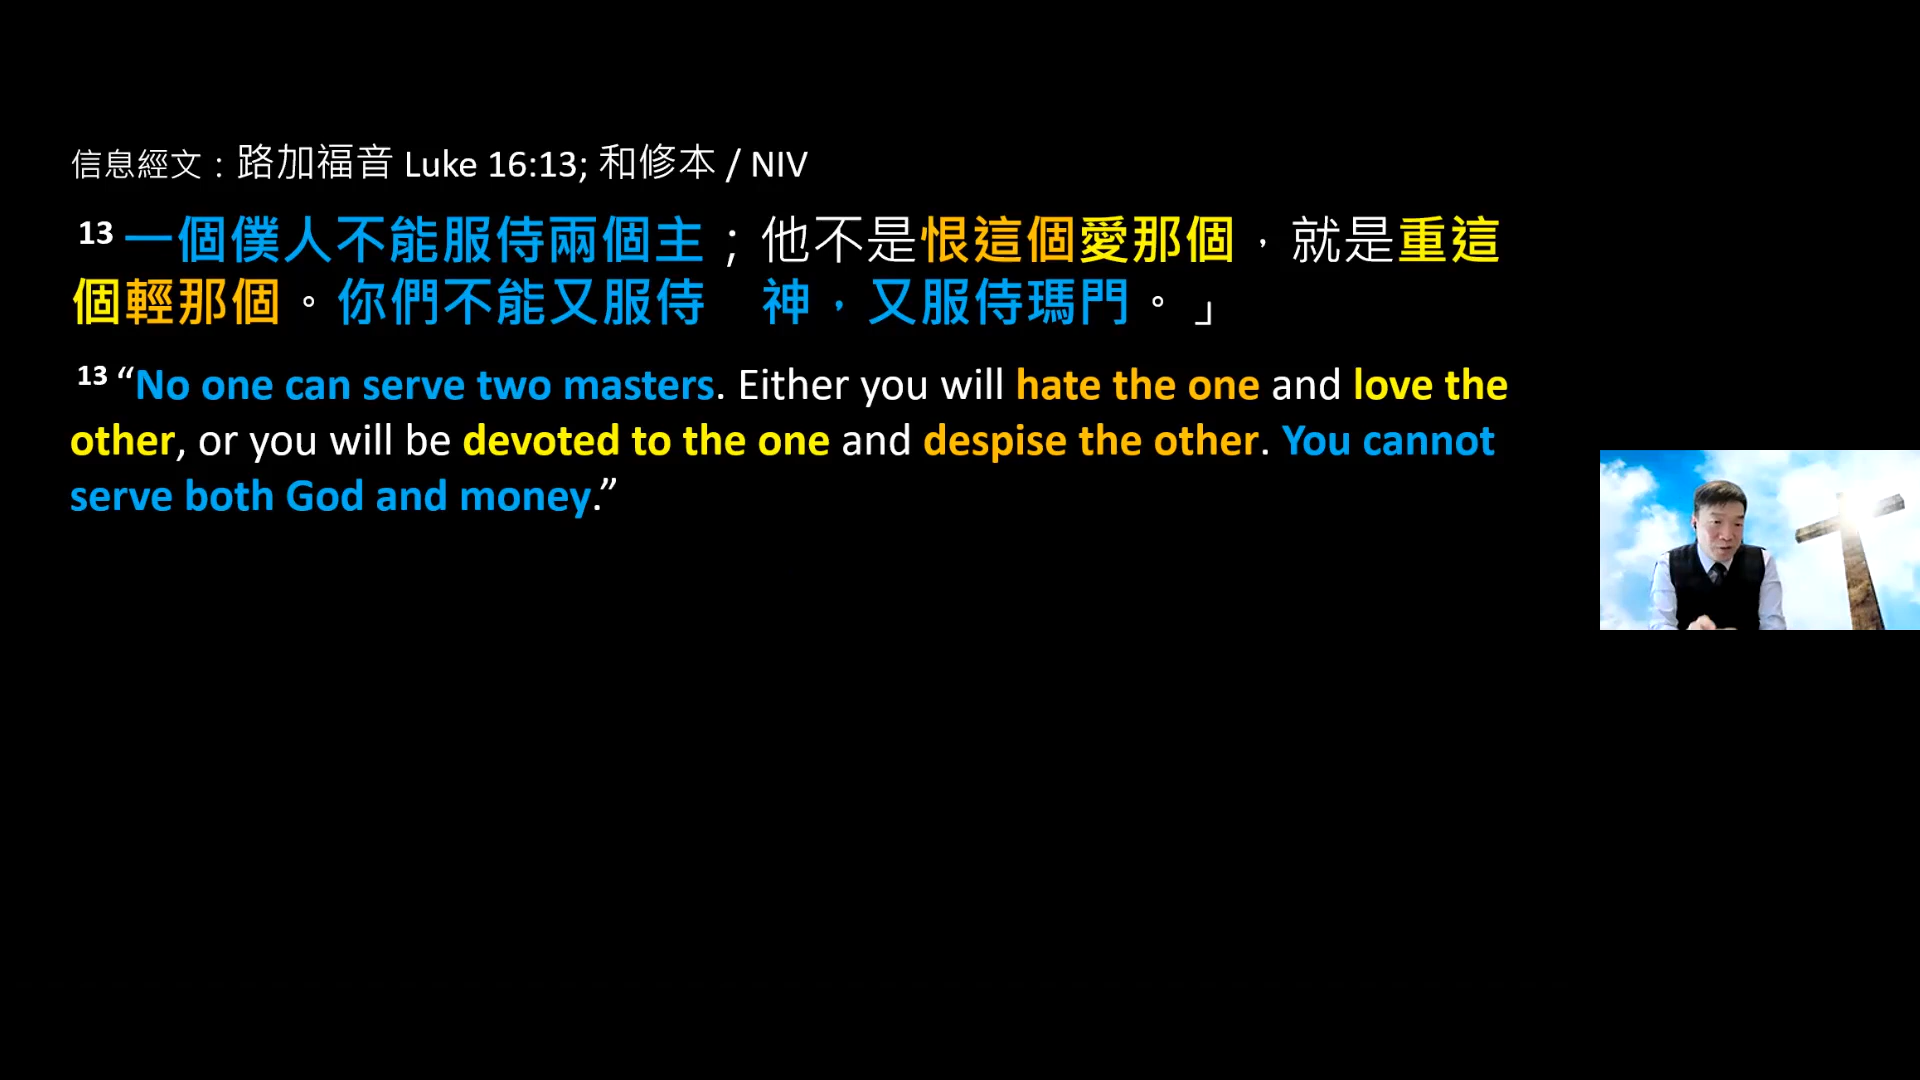 信息經文：路加福音 Luke 16:13; 和修本 / NIV
13 一個僕人不能服侍兩個主；他不是恨這個愛那個，就是重這
個輕那個。你們不能又服侍　神，又服侍瑪門。」
13 “No one can serve two masters. Either you will hate the one and love the
other, or you will be devoted to the one and despise the other. You cannot
serve both God and money.”